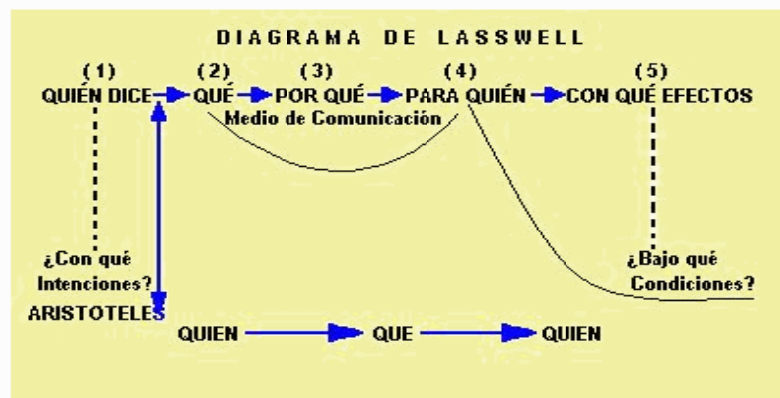 DIAGRAMA DE LASSWELL
(1) (2) (3) (4) (5)
QUIÉN DICE QUÉ POR QUÉ PARA QUIÉN CON QUÉ EFECTOS
Medio de Comunicación
¿Con qué ¿Bajo qué
Intenciones? Condiciones?
ARISTOTELES
QUIEN QUE QUIEN